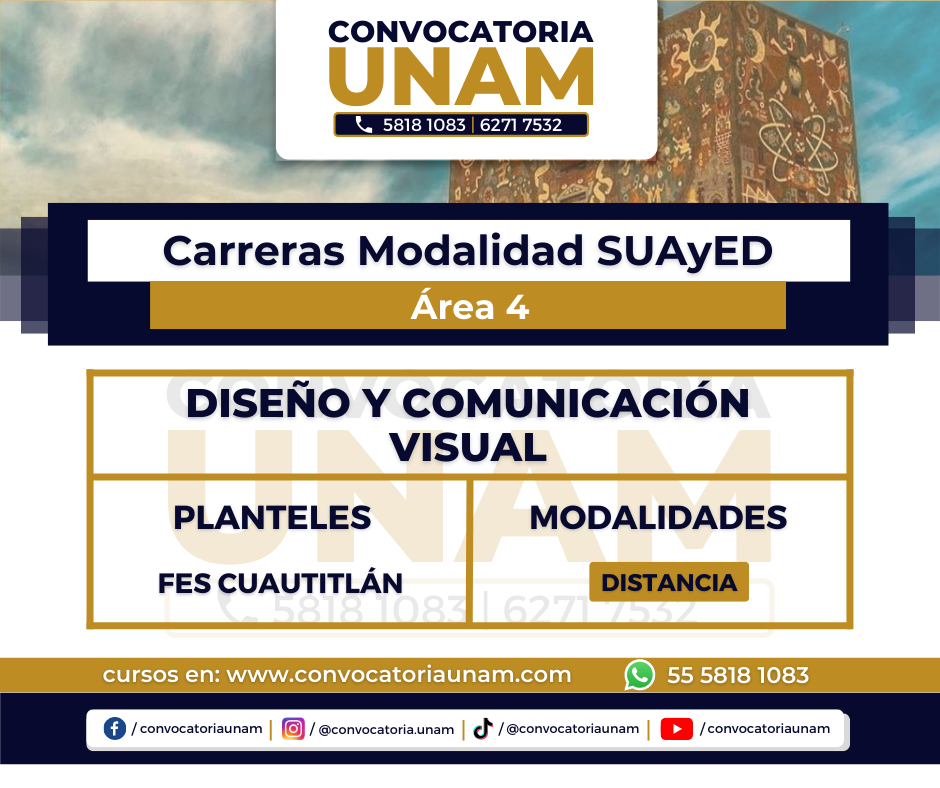 CONVOCATORIA
UNAM
5818 1083 | 6271 7532
Carreras Modalidad SUAyED
Área 4
DISEÑO Y COMUNICACIÓN
VISUAL
PLANTELES
MODALIDADES
FES CUAUTITLÁN
DISTANCIA
CONVOCATORIA
UNAM
5818 1083 | 6271 7532
cursos en: www.convocatoriaunam.com
55 5818 1083
/ convocatoriaunam | / @convocatoria.unam | / @convocatoriaunam | / convocatoriaunam